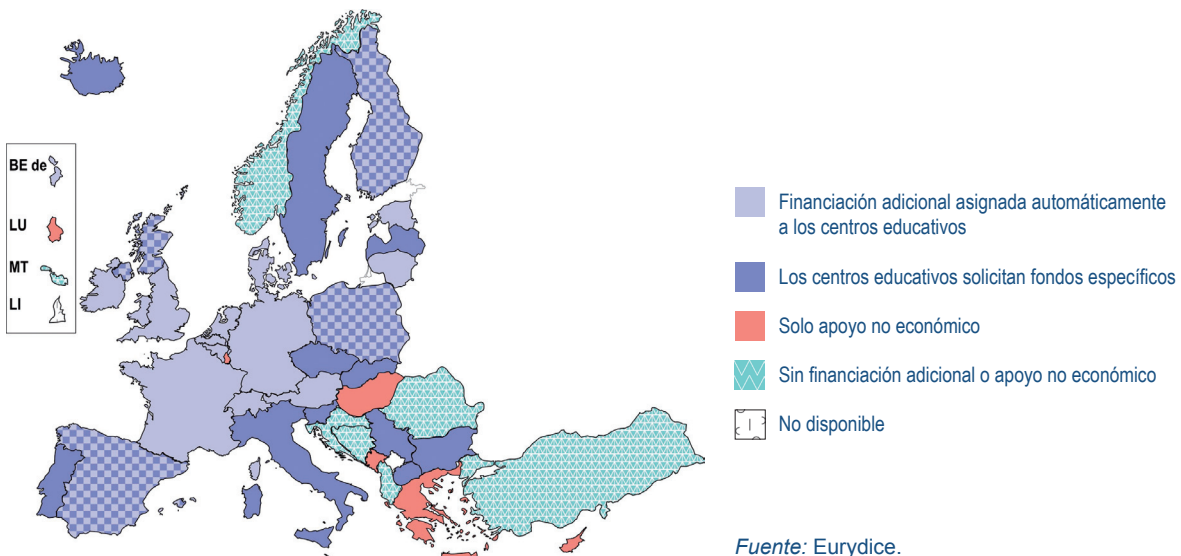 BE de
LU
MT
LI
Financiación adicional asignada automáticamente
a los centros educativos
Los centros educativos solicitan fondos específicos
Solo apoyo no económico
Sin financiación adicional o apoyo no económico
No disponible
Fuente: Eurydice.